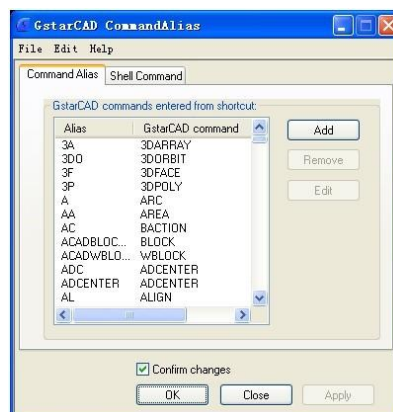 GstarCAD CommandAlias
File Edit Help
Command Alias Shell Command
GstarCAD commands entered from shortcut:
Alias GstarCAD command
3A 3DARRAY
3DO 3DORBIT
3F 3DFACE
3P 3DPOLY
A ARC
AA AREA
AC BACTION
ACADBLOC... BLOCK
ACADWBLO... WBLOCK
ADC ADCENTER
ADCENTER ADCENTER
AL ALIGN
Add
Remove
Edit
Confirm changes
OK Close Apply